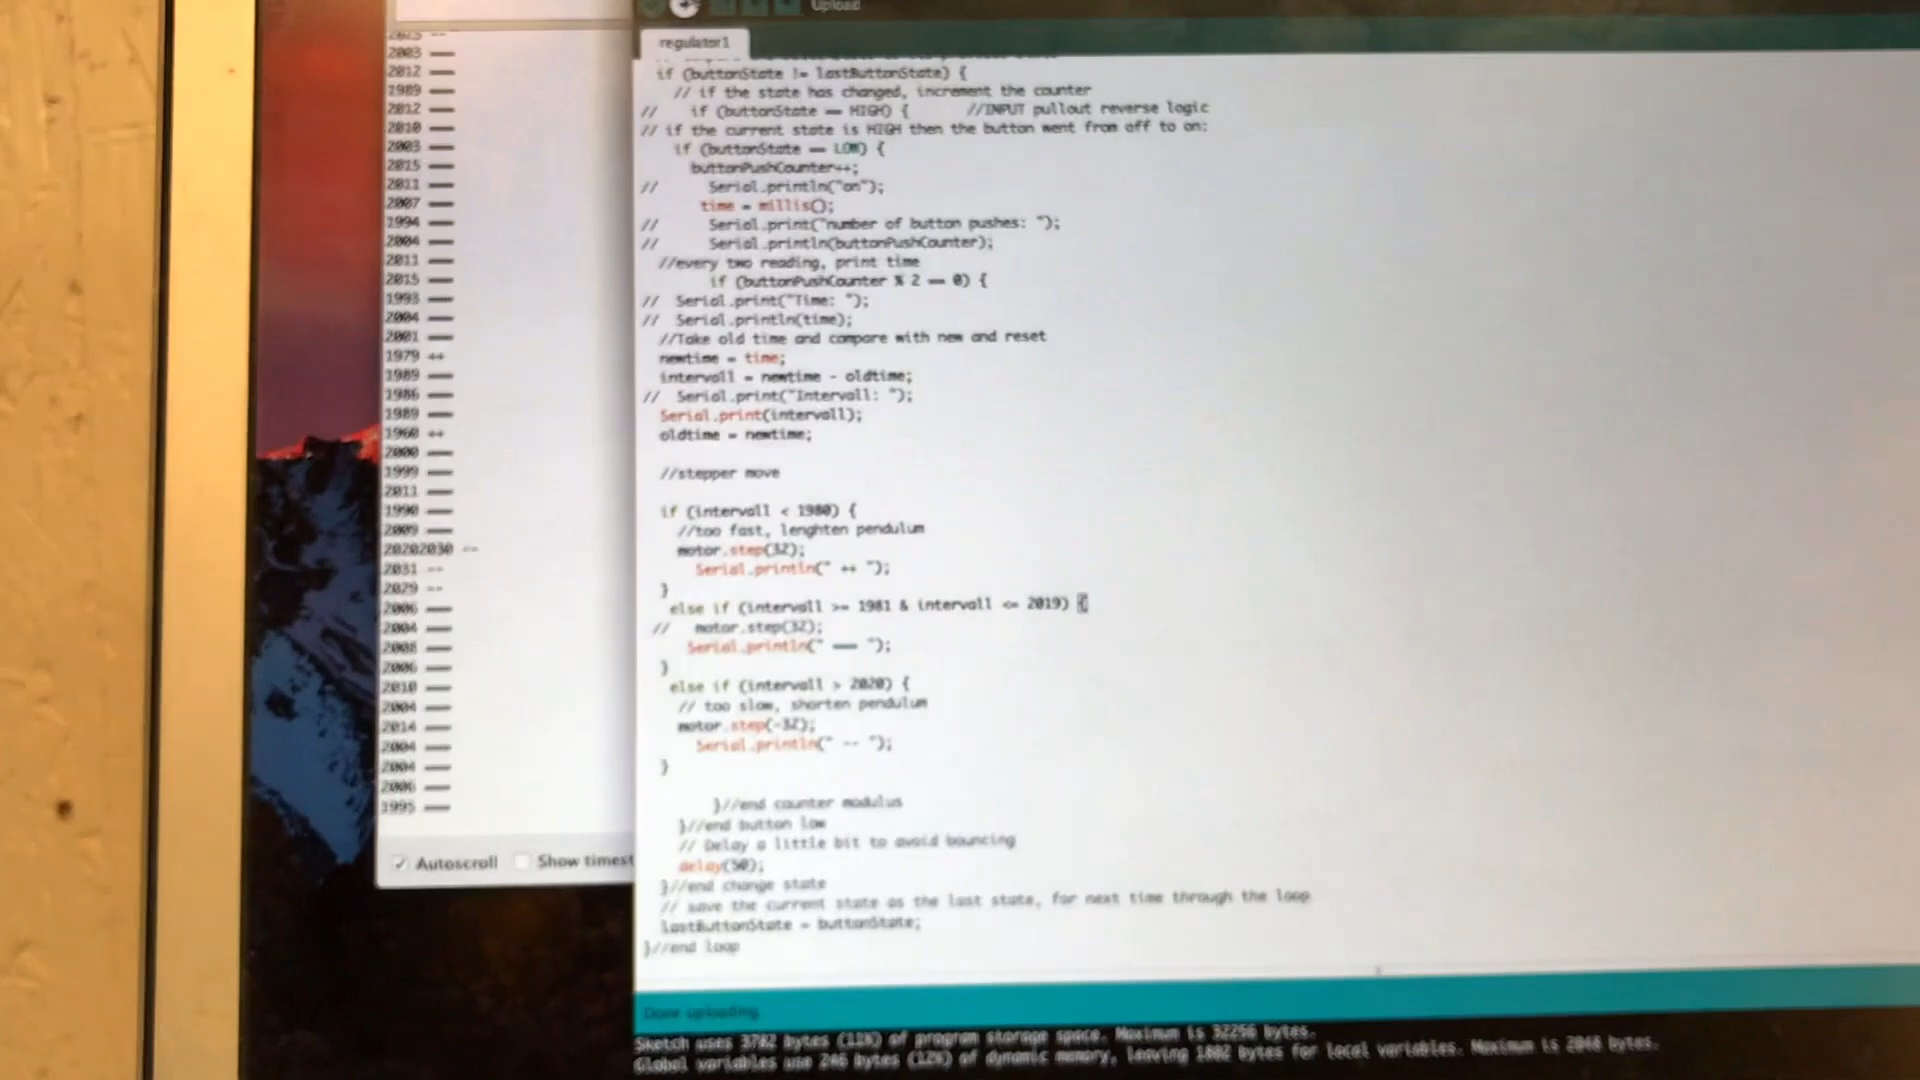 Upload
regulator1
2003 ==
2012 ==
1989 ==
2012 ==
2010 ==
2003 ==
2015 ==
2011 ==
2007 ==
1994 ==
2004 ==
2011 ==
2015 ==
1993 ==
2004 ==
2001 ==
1979 ++
1989 ==
1986 ==
1989 ==
1960 ++
2000 ==
1999 ==
2011 ==
1990 ==
2009 ==
20202030 --
2031 --
2029 --
2006 ==
2004 ==
2008 ==
2006 ==
2010 ==
2004 ==
2014 ==
2004 ==
2004 ==
2006 ==
1995 ==
Autoscroll Show timest
if (buttonState != lastButtonState) {
// if the state has changed, increment the counter
// if (buttonState == HIGH) { //INPUT pullout reverse logic
// if the current state is HIGH then the button went from off to on:
if (buttonState == LOW) {
buttonPushCounter++;
// Serial.println("on");
time = millis();
// Serial.print("number of button pushes: ");
// Serial.println(buttonPushCounter);
//every two reading, print time
if (buttonPushCounter % 2 == 0) {
// Serial.print("Time: ");
// Serial.println(time);
//Take old time and compare with new and reset
newtime = time;
intervall = newtime - oldtime;
// Serial.print("Intervall: ");
Serial.print(intervall);
oldtime = newtime;
//stepper move
if (intervall < 1980) {
//too fast, lenghten pendulum
motor.step(32);
Serial.println(" ++ ");
}
else if (intervall >= 1981 & intervall <= 2019) {
// motor.step(32);
Serial.println(" == ");
}
else if (intervall > 2020) {
// too slow, shorten pendulum
motor.step(-32);
Serial.println(" -- ");
}
}//end counter modulus
}//end button low
// Delay a little bit to avoid bouncing
delay(50);
}//end change state
// save the current state as the last state, for next time through the loop
lastButtonState = buttonState;
}//end loop
Done uploading.
Sketch uses 3702 bytes (11%) of program storage space. Maximum is 32256 bytes.
Global variables use 246 bytes (12%) of dynamic memory, leaving 1802 bytes for local variables. Maximum is 2048 bytes.